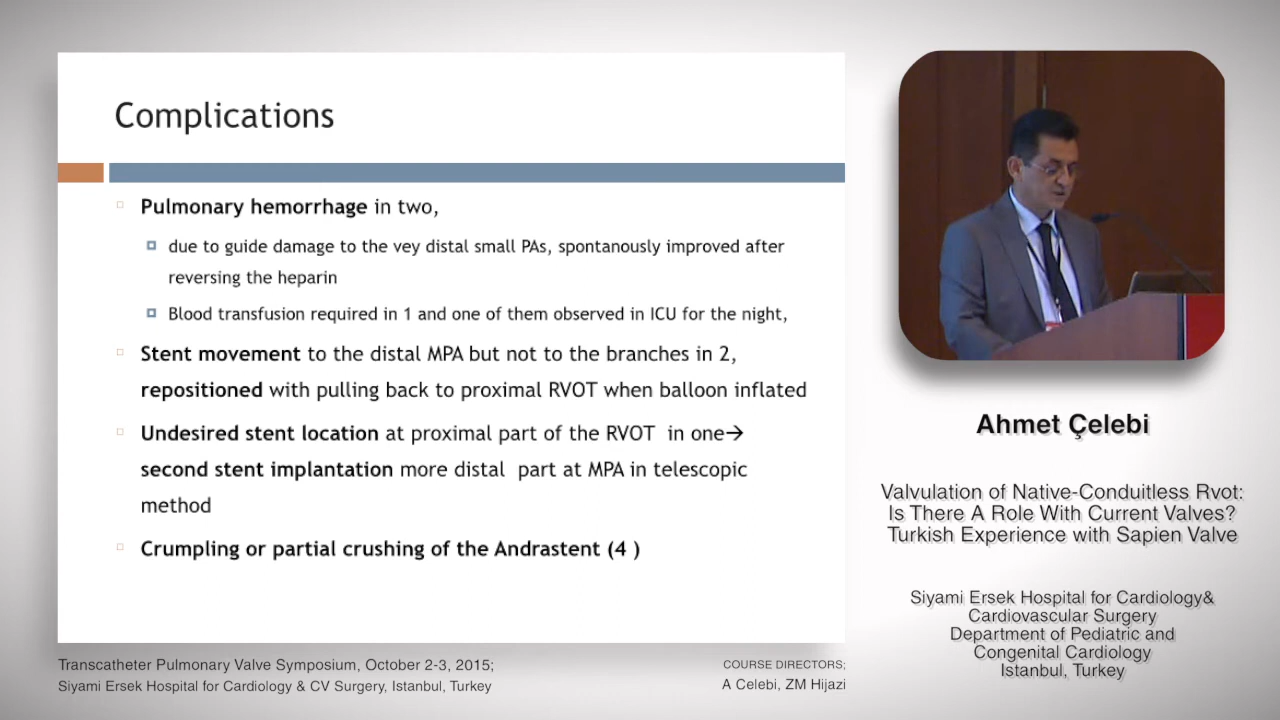 Complications
Pulmonary hemorrhage in two,
due to guide damage to the vey distal small PAs, spontanously improved after
reversing the heparin
Blood transfusion required in 1 and one of them observed in ICU for the night,
Stent movement to the distal MPA but not to the branches in 2,
repositioned with pulling back to proximal RVOT when balloon inflated
Undesired stent location at proximal part of the RVOT in one→
second stent implantation more distal part at MPA in telescopic
method
Crumpling or partial crushing of the Andrastent (4 )
Transcatheter Pulmonary Valve Symposium, October 2-3, 2015;
Siyami Ersek Hospital for Cardiology & CV Surgery, Istanbul, Turkey
COURSE DIRECTORS;
A Celebi, ZM Hijazi
Ahmet Çelebi
Valvulation of Native-Conduitless Rvot:
Is There A Role With Current Valves?
Turkish Experience with Sapien Valve
Siyami Ersek Hospital for Cardiology&
Cardiovascular Surgery
Department of Pediatric and
Congenital Cardiology
Istanbul, Turkey